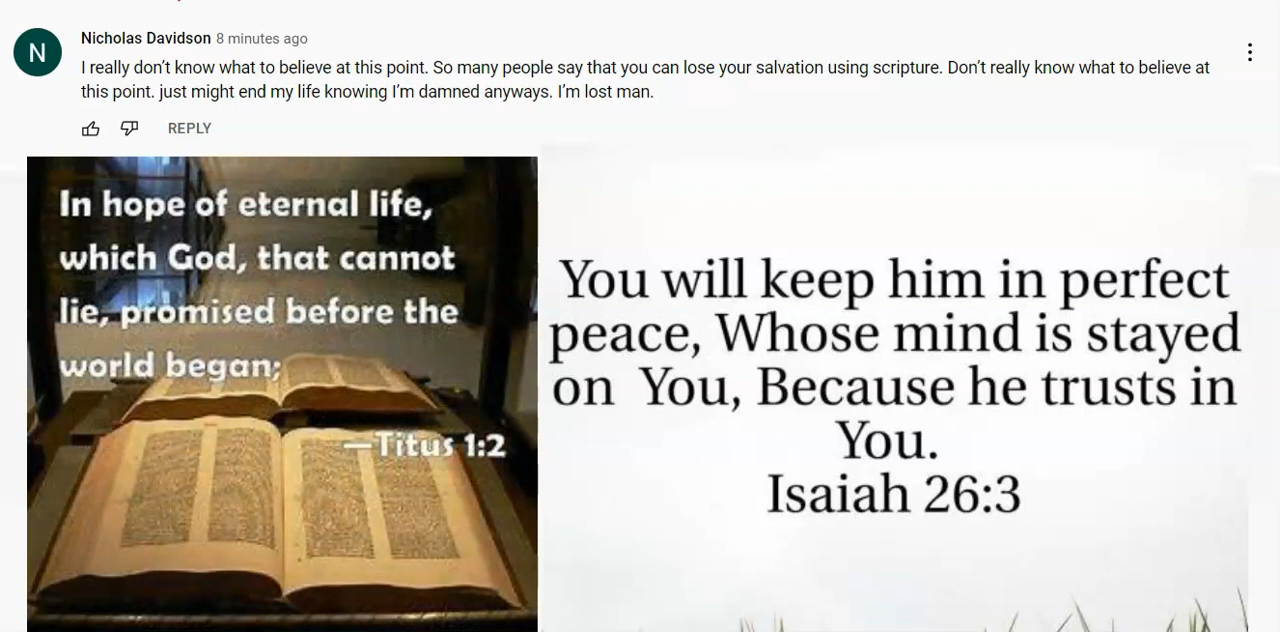 N
Nicholas Davidson 8 minutes ago
I really don’t know what to believe at this point. So many people say that you can lose your salvation using scripture. Don’t really know what to believe at
this point. just might end my life knowing I’m damned anyways. I’m lost man.
REPLY
In hope of eternal life,
which God, that cannot
lie, promised before the
world began;
—Titus 1:2
You will keep him in perfect
peace, Whose mind is stayed
on You, Because he trusts in
You.
Isaiah 26:3